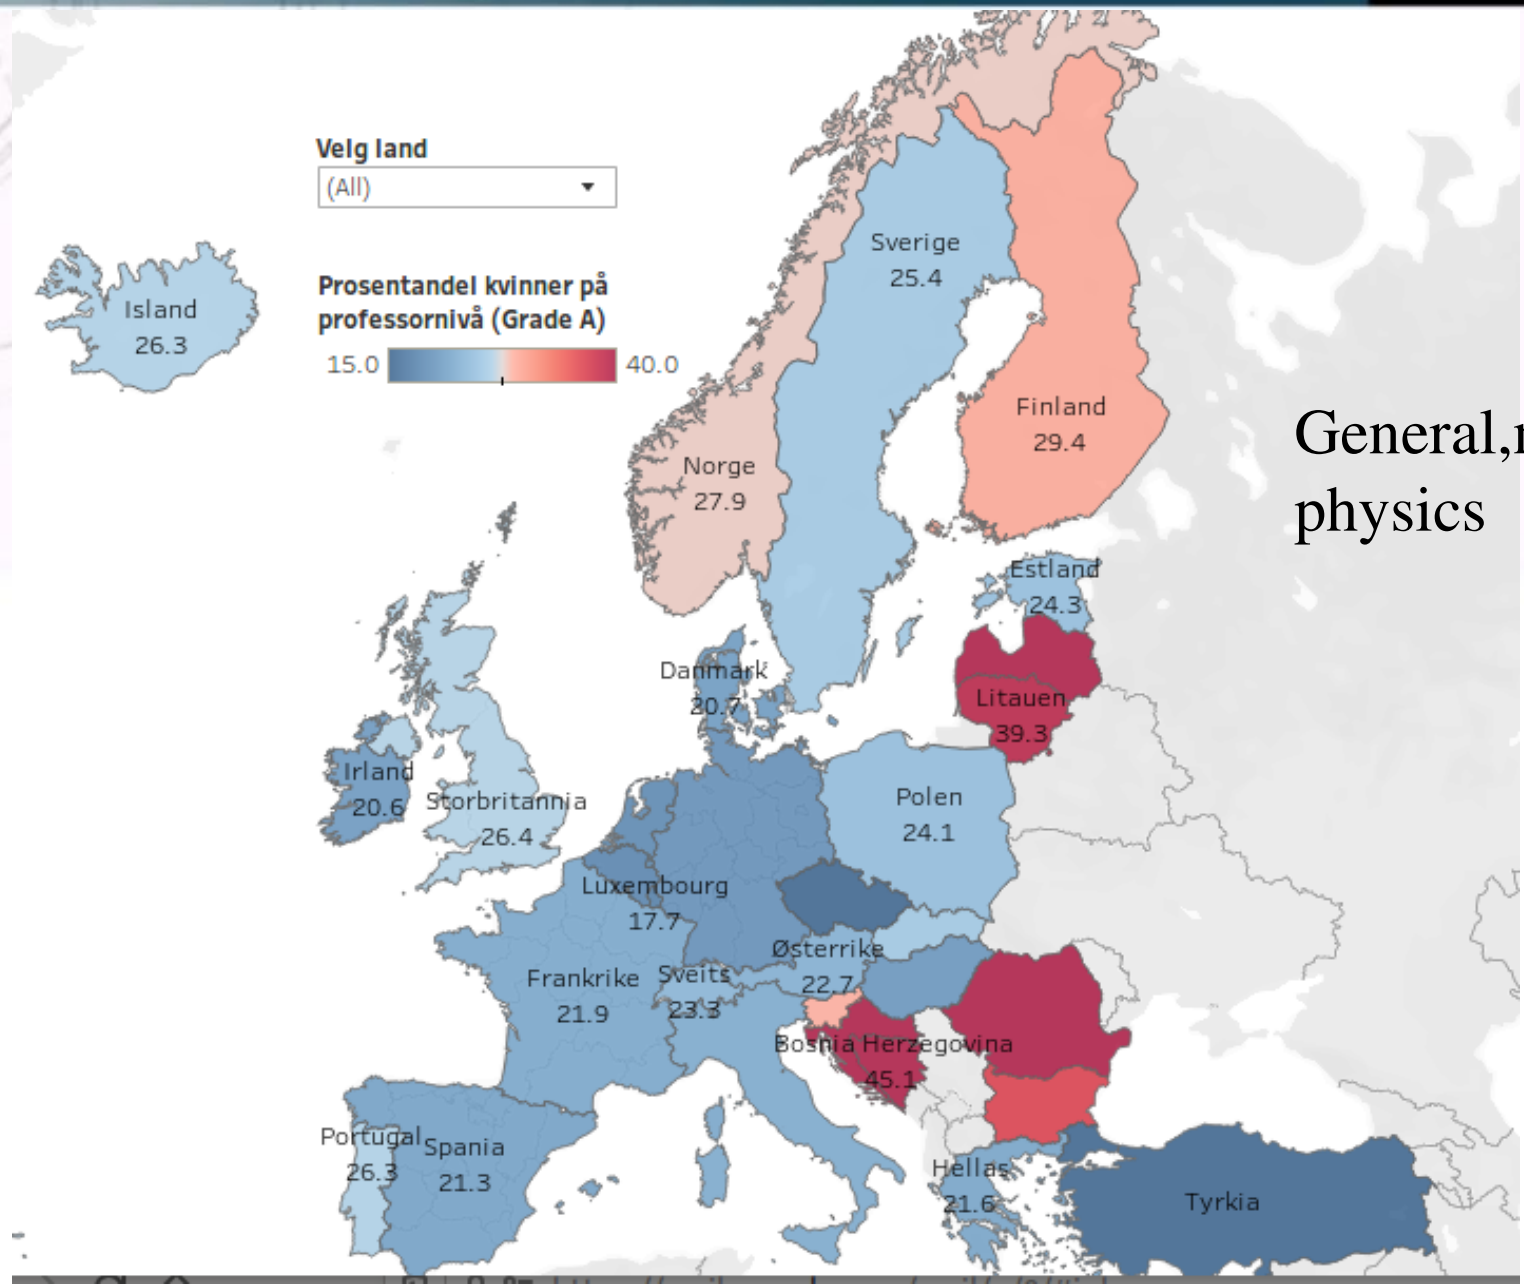 Velg land
(All)
Prosentandel kvinner på
professornivå (Grade A)
15.0 40.0
Island
26.3
Sverige
25.4
Finland
29.4
Norge
27.9
General,
physics
Estland
24.3
Danmark
20.7
Litauen
39.3
Irland
20.6
Storbritannia
26.4
Polen
24.1
Luxembourg
17.7
Østerrike
22.7
Frankrike
21.9
Sveits
23.3
Bosnia Herzegovina
45.1
Portugal
26.3
Spania
21.3
Hellas
21.6
Tyrkia